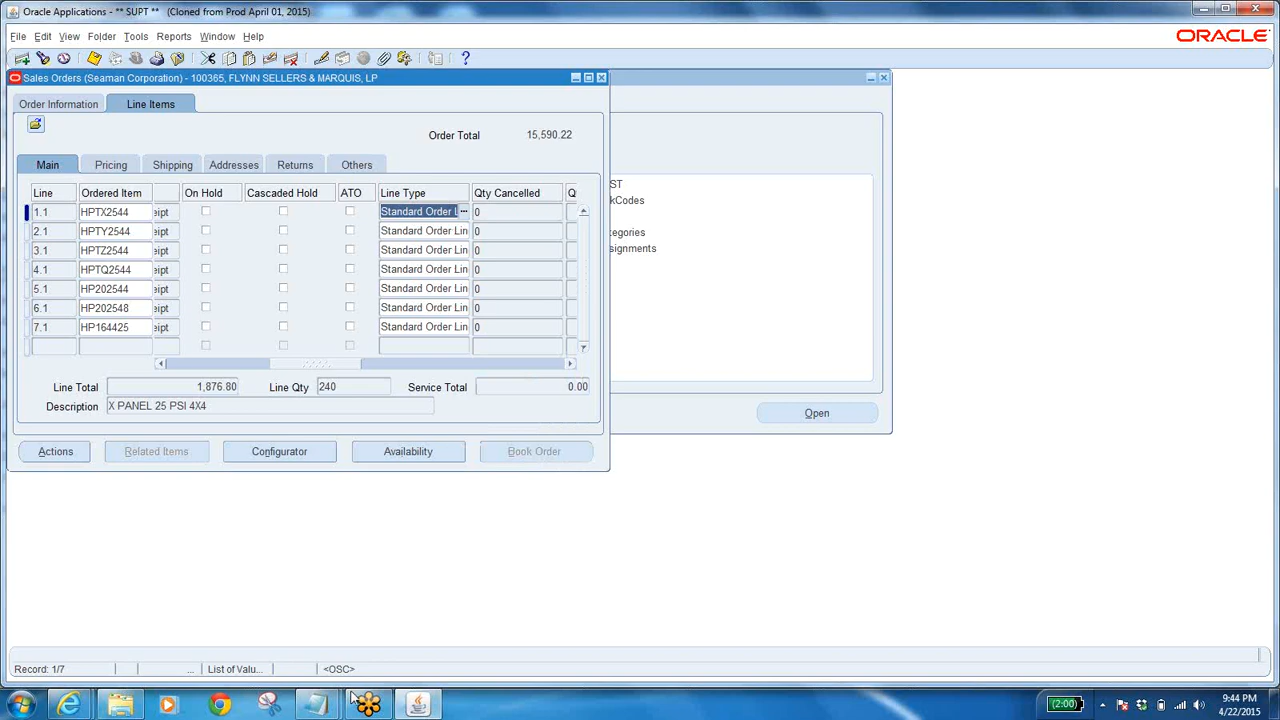 Oracle Applications - ** SUPT ** (Cloned from Prod April 01, 2015)
File Edit View Folder Tools Reports Window Help
ORACLE
Sales Orders (Seaman Corporation) - 100365, FLYNN SELLERS & MARQUIS, LP
Order Information Line Items
Order Total 15,590.22
Main Pricing Shipping Addresses Returns Others
Line Ordered Item On Hold Cascaded Hold ATO Line Type Qty Cancelled Q
1.1 HPTX2544 eipt Standard Order L 0
2.1 HPTY2544 eipt Standard Order Lin 0
3.1 HPTZ2544 eipt Standard Order Lin 0
4.1 HPTQ2544 eipt Standard Order Lin 0
5.1 HP202544 eipt Standard Order Lin 0
6.1 HP202548 eipt Standard Order Lin 0
7.1 HP164425 eipt Standard Order Lin 0
Line Total 1,876.80 Line Qty 240 Service Total 0.00
Description X PANEL 25 PSI 4X4
Actions Related Items Configurator Availability Book Order
ST
kCodes
tegories
signments
Open
Record: 1/7 ... List of Valu... <OSC>
(2:00) 9:44 PM
4/22/2015